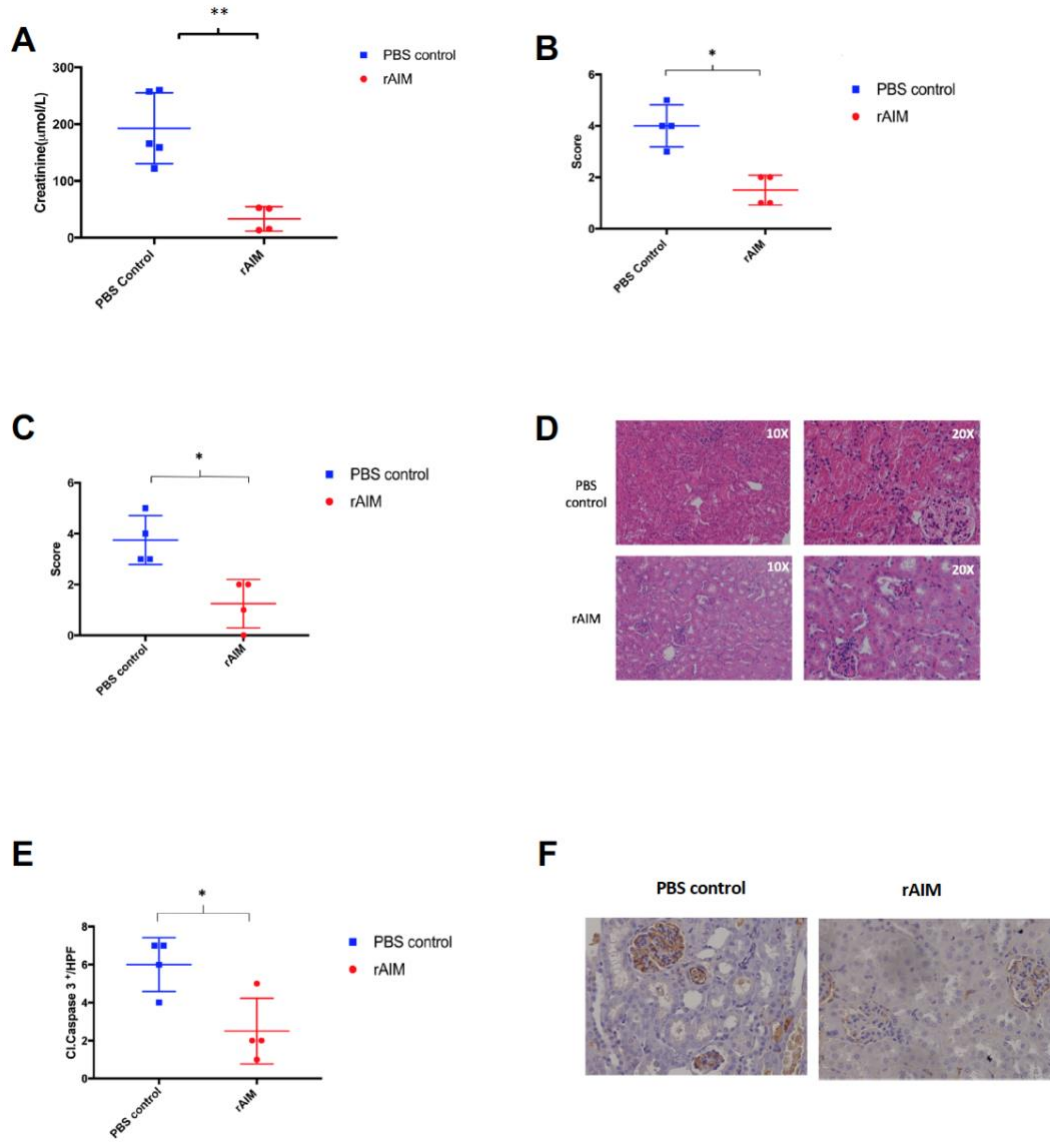 A
**
PBS control
rAIM
300
200
100
0
Creatinine(μmol/L)
PBS Control
rAIM
B
*
PBS control
rAIM
6
4
2
0
Score
PBS Control
rAIM
C
*
PBS control
rAIM
6
4
2
0
Score
PBS control
rAIM
D
10X
20X
PBS
control
10X
20X
rAIM
E
*
PBS control
rAIM
8
6
4
2
0
Cl.Caspase 3 +/HPF
PBS control
rAIM
F
PBS control
rAIM